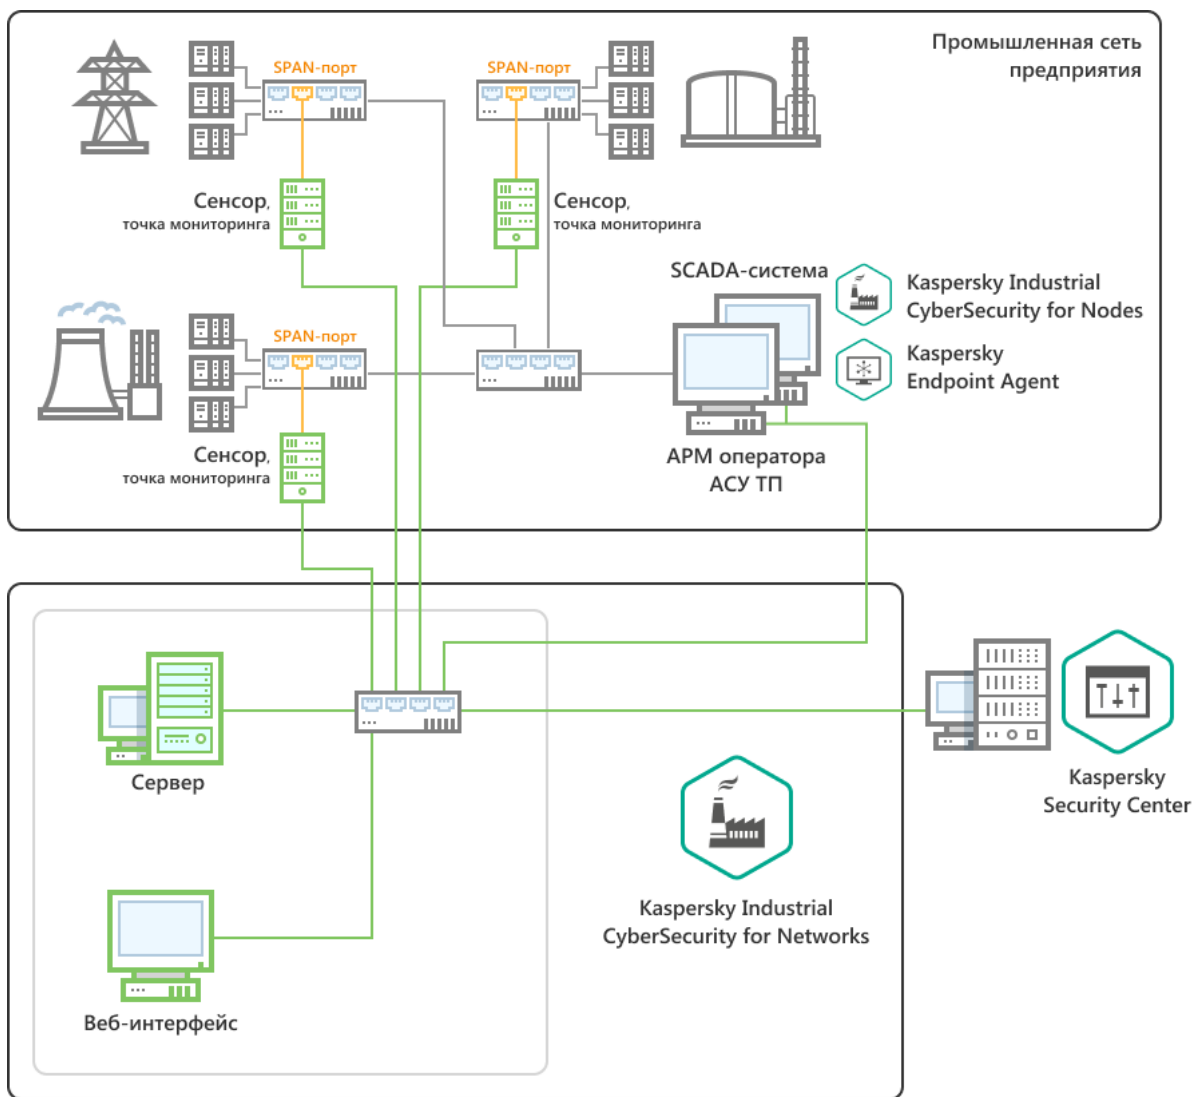 Промышленная сеть
предприятия
SPAN-порт
SPAN-порт
Сенсор,
точка мониторинга
Сенсор,
точка мониторинга
SCADA-система
Kaspersky Industrial
CyberSecurity for Nodes
Kaspersky
Endpoint Agent
SPAN-порт
Сенсор,
точка мониторинга
АРМ оператора
АСУ ТП
Сервер
Kaspersky
Security Center
Kaspersky Industrial
CyberSecurity for Networks
Веб-интерфейс